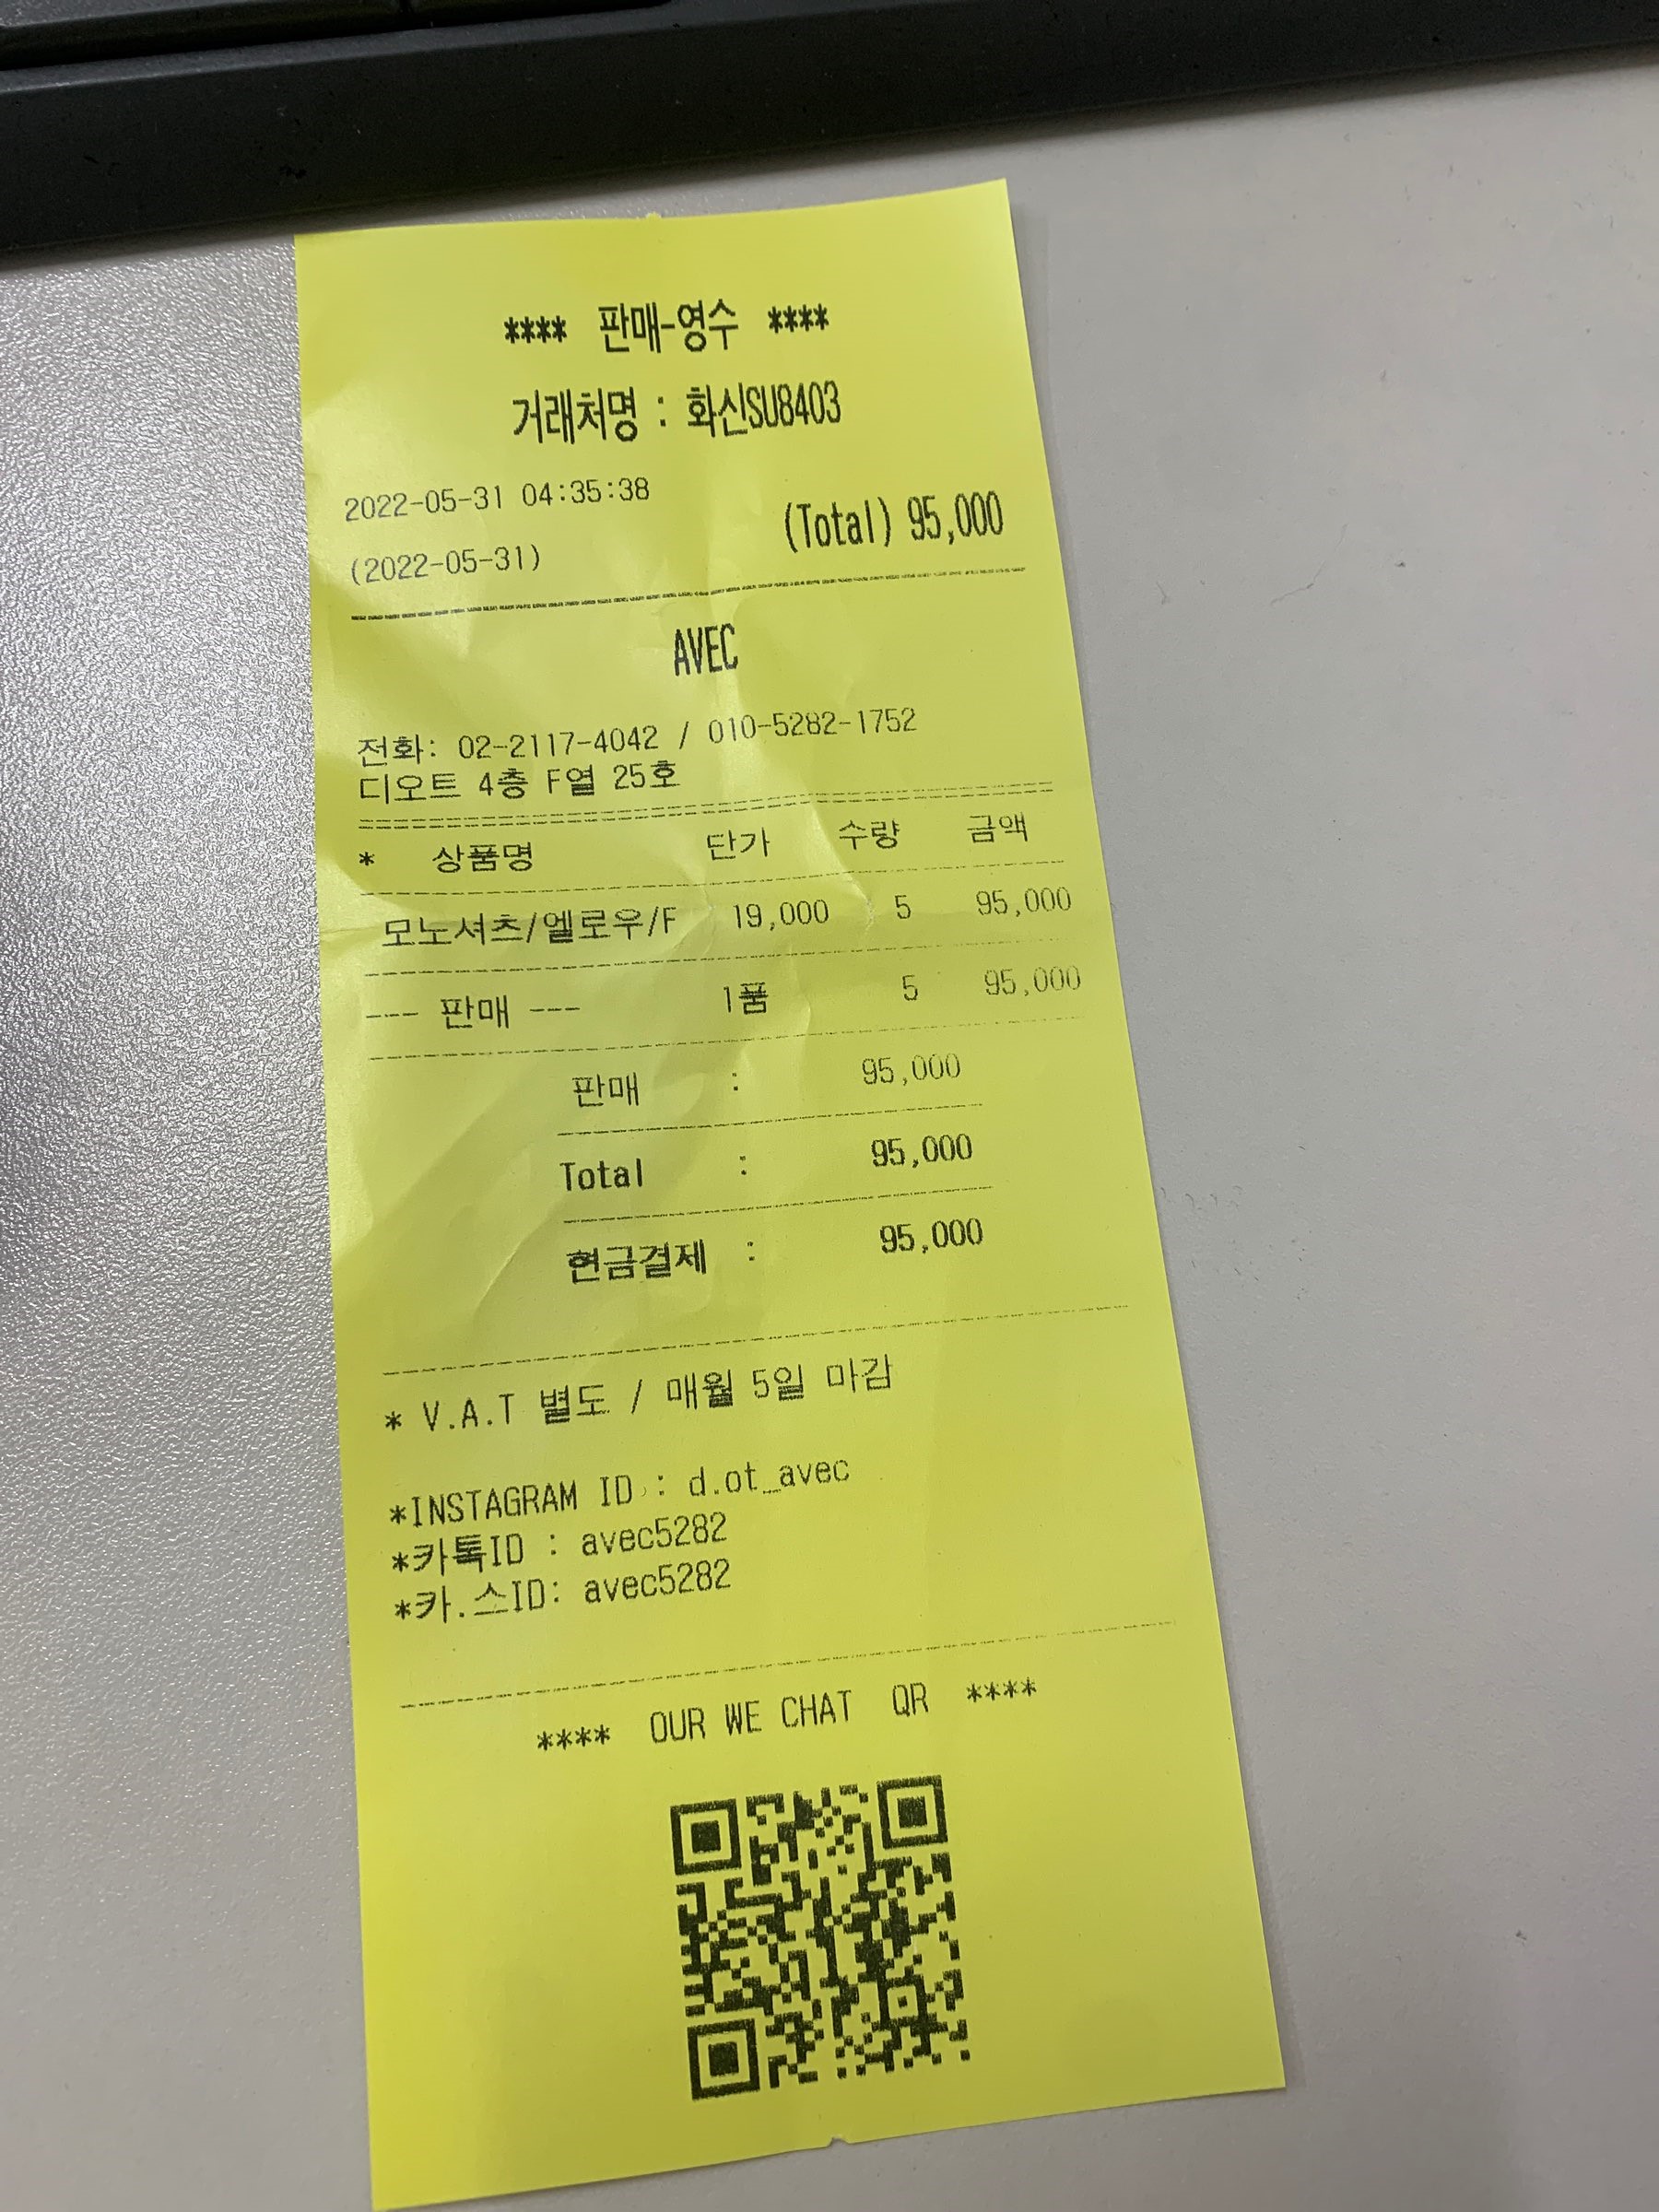 **** 판매-영수 ****
거래처명 : 화신SU8403
2022-05-31 04:35:38
(2022-05-31) (Total) 95,000
AVEC
전화: 02-2117-4042 / 010-5282-1752
디오트 4층 F열 25호
* 상품명 단가 수량 금액
모노셔츠/옐로우/F 19,000 5 95,000
--- 판매 --- 1품 5 95,000
판매 : 95,000
Total : 95,000
현금결제 : 95,000
* V.A.T 별도 / 매월 5일 마감
*INSTAGRAM ID : d.ot_avec
*카톡ID : avec5282
*카.스ID: avec5282
**** OUR WE CHAT QR ****